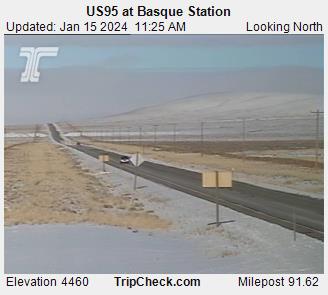 US95 at Basque Station
Updated: Jan 15 2024 11:25 AM Looking North
Elevation 4460 TripCheck.com Milepost 91.62